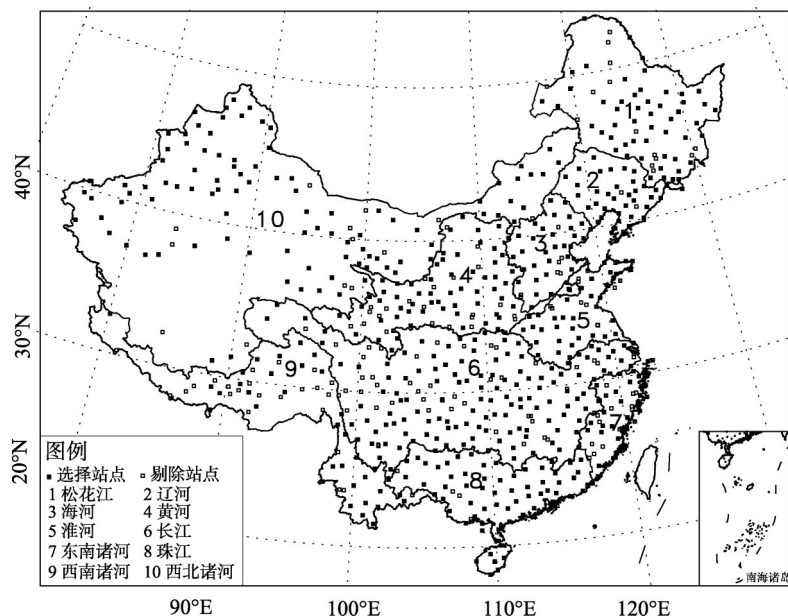 40°N
30°N
20°N
1
2
3
4
5
6
7
8
9
10
图例
选择站点 剔除站点
1 松花江 2 辽河
3 海河 4 黄河
5 淮河 6 长江
7 东南诸河 8 珠江
9 西南诸河 10 西北诸河
南海诸岛
90°E 100°E 110°E 120°E